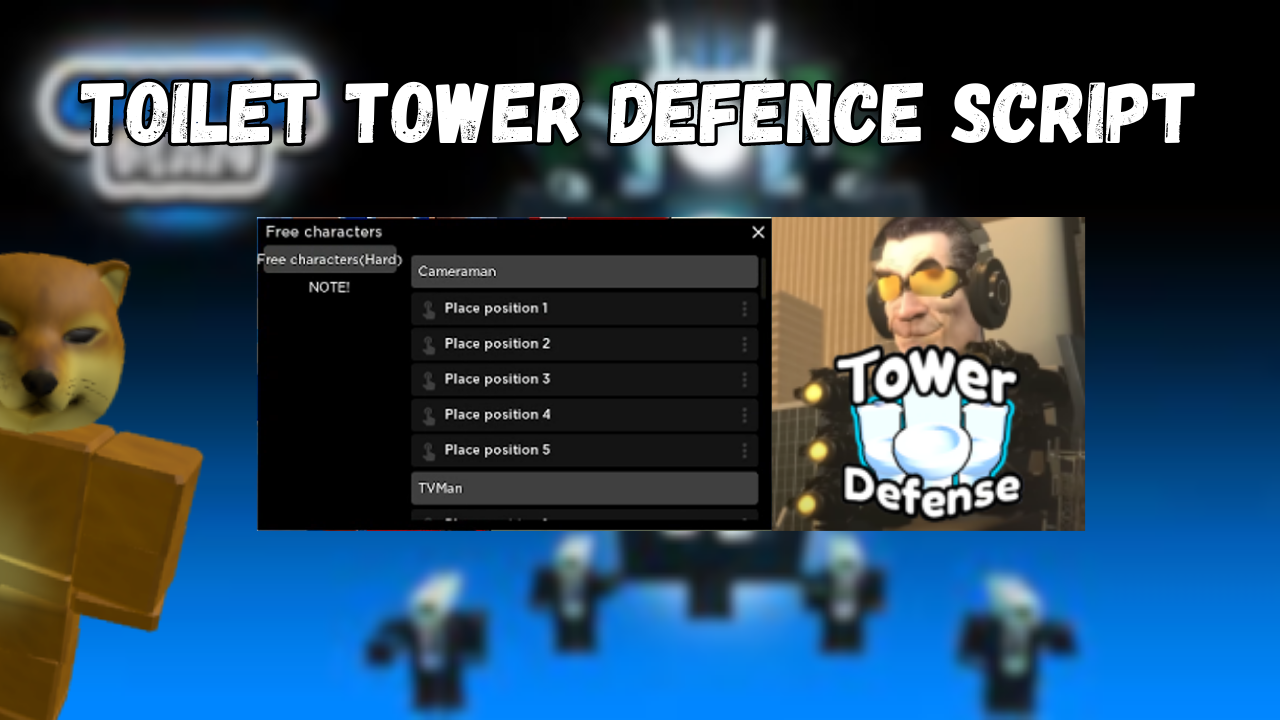 TOILET TOWER DEFENCE SCRIPT
Free characters
Free characters(Hard)
NOTE!
Cameraman
Place position 1
Place position 2
Place position 3
Place position 4
Place position 5
TVMan
Tower
Defense